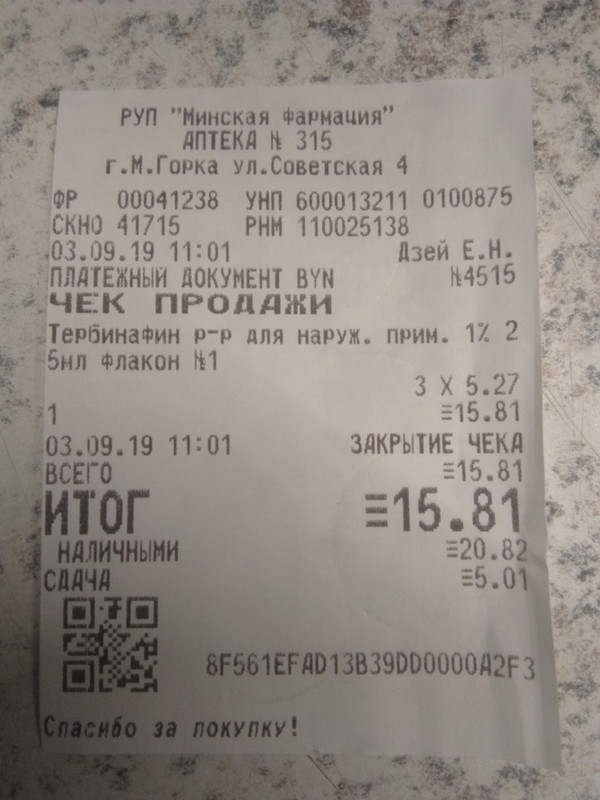 РУП "Минская фармация"
АПТЕКА № 315
г.М.Горка ул.Советская 4
ФР 00041238 УНП 600013211 0100875
СКНО 41715 РНМ 110025138
03.09.19 11:01 Дзей Е.Н.
ПЛАТЕЖНЫЙ ДОКУМЕНТ BYN №4515
ЧЕК ПРОДАЖИ
Тербинафин р-р для наруж. прим. 1% 2
5мл флакон №1
3 X 5.27
1 ≡15.81
03.09.19 11:01 ЗАКРЫТИЕ ЧЕКА
ВСЕГО ≡15.81
ИТОГ ≡15.81
НАЛИЧНЫМИ ≡20.82
СДАЧА ≡5.01
8F561EFAD13B39DD0000A2F3
Спасибо за покупку!